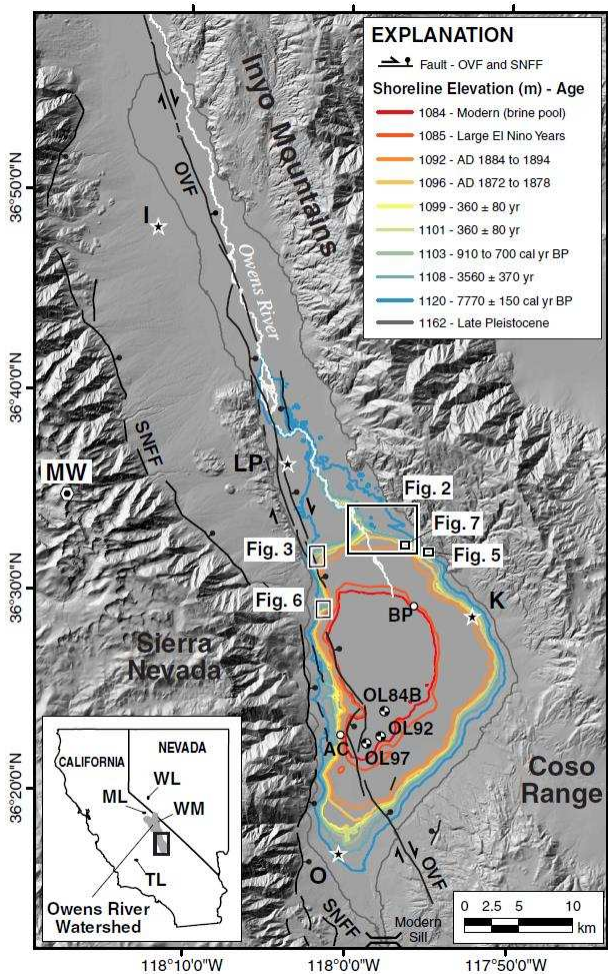 EXPLANATION
Fault - OVF and SNFF
Shoreline Elevation (m) - Age
1084 - Modern (brine pool)
1085 - Large El Nino Years
1092 - AD 1884 to 1894
1096 - AD 1872 to 1878
1099 - 360 ± 80 yr
1101 - 360 ± 80 yr
1103 - 910 to 700 cal yr BP
1108 - 3560 ± 370 yr
1120 - 7770 ± 150 cal yr BP
1162 - Late Pleistocene
Inyo Mountains
OVF
I
Owens River
36°50'0"N
36°40'0"N
36°30'0"N
36°20'0"N
SNFF
LP
MW
Fig. 2
Fig. 7
Fig. 5
Fig. 3
Fig. 6
K
BP
Sierra
Nevada
OL84B
OL92
OL97
AC
Coso
Range
O
OVF
SNFF
Modern
Sill
NEVADA
CALIFORNIA
WL
ML
WM
TL
Owens River
Watershed
0 2.5 5 10
km
118°10'0"W
118°0'0"W
117°50'0"W